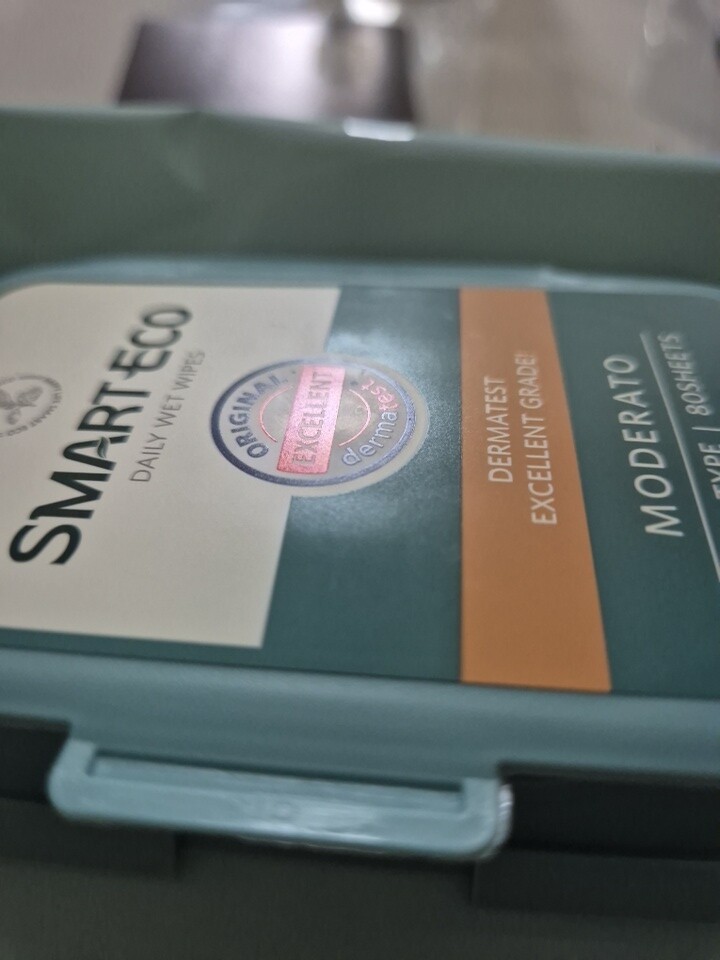 SMART·ECO
DAILY WET WIPES
ORIGINAL
EXCELLENT
dermatest
DERMATEST
EXCELLENT GRADE!
MODERATO
TYPE | 80SHEETS